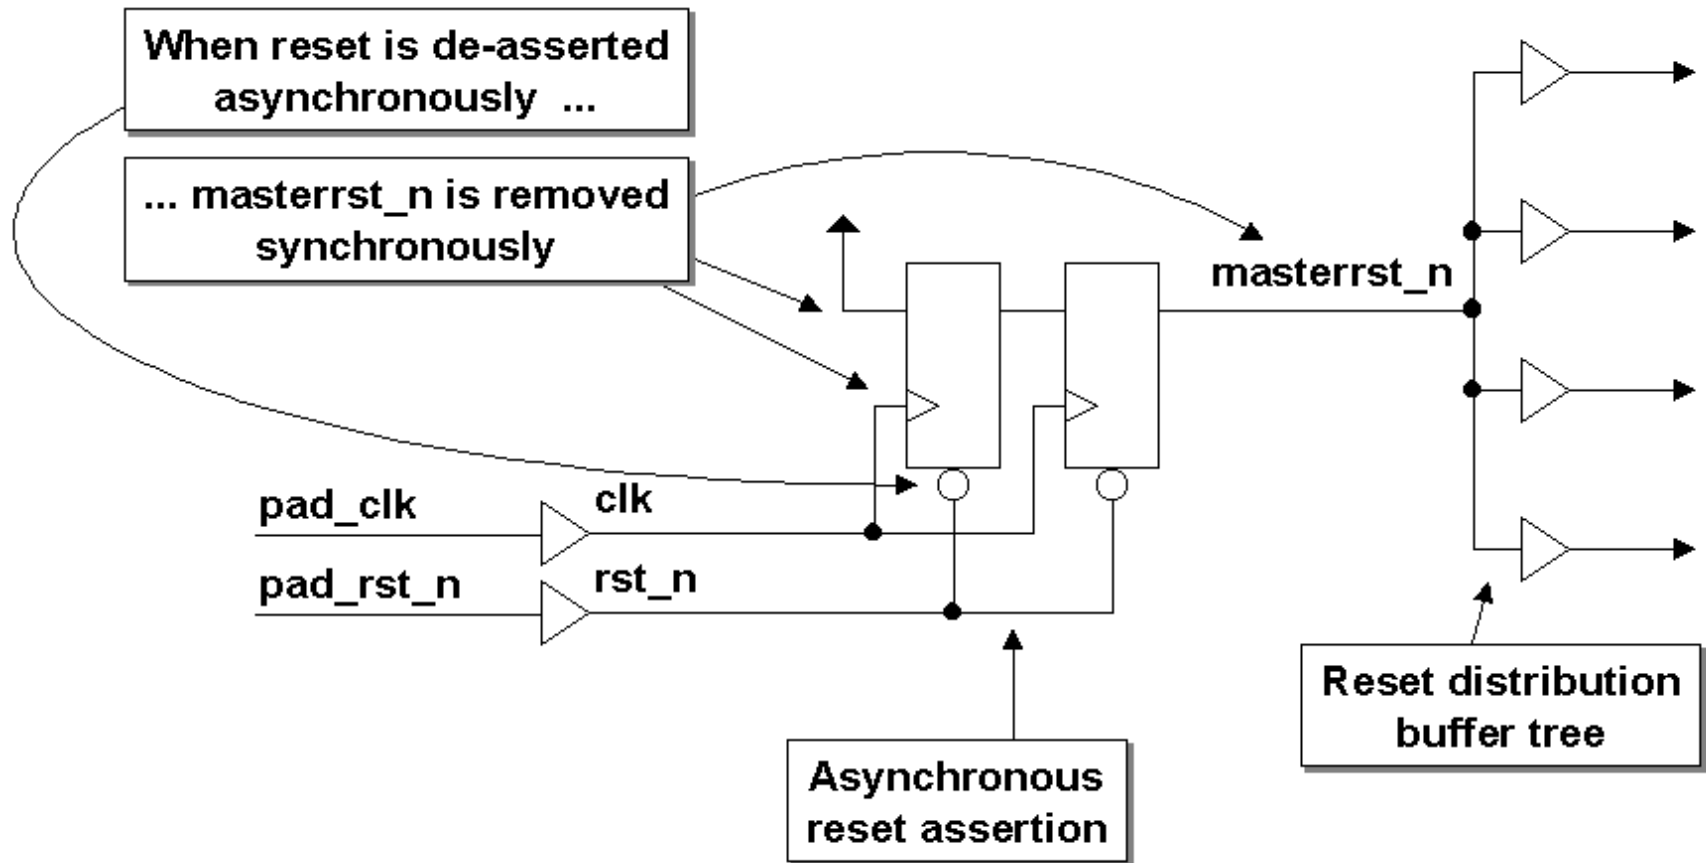 When reset is de-asserted
asynchronously ...
... masterrst_n is removed
synchronously
masterrst_n
pad_clk
clk
pad_rst_n
rst_n
Reset distribution
buffer tree
Asynchronous
reset assertion